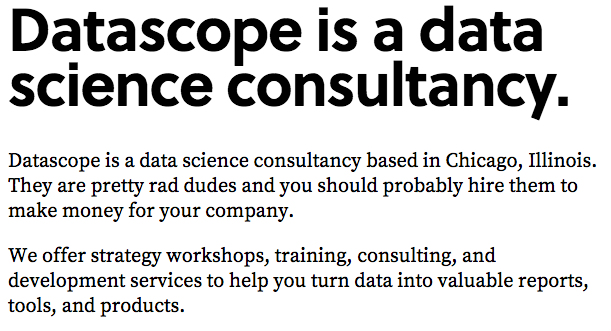 Datascope is a data
science consultancy.
Datascope is a data science consultancy based in Chicago, Illinois.
They are pretty rad dudes and you should probably hire them to
make money for your company.
We offer strategy workshops, training, consulting, and
development services to help you turn data into valuable reports,
tools, and products.